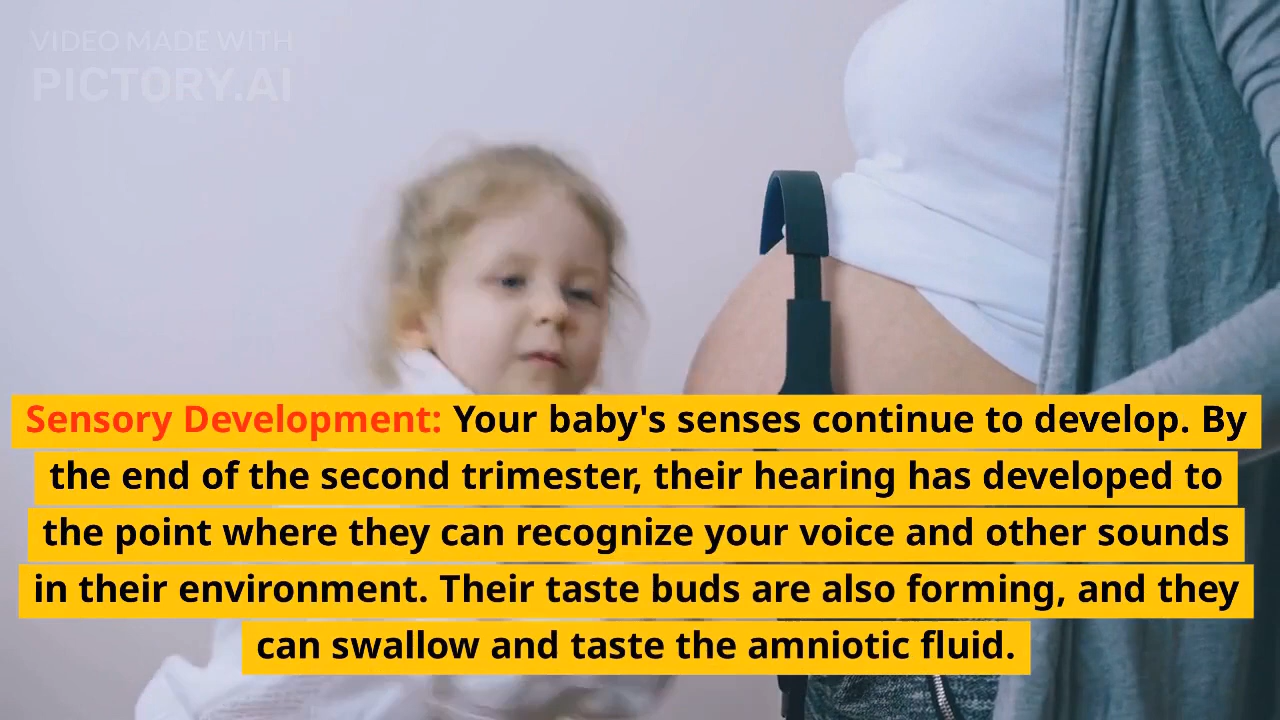 VIDEO MADE WITH
PICTORY.AI
Sensory Development: Your baby's senses continue to develop. By
the end of the second trimester, their hearing has developed to
the point where they can recognize your voice and other sounds
in their environment. Their taste buds are also forming, and they
can swallow and taste the amniotic fluid.